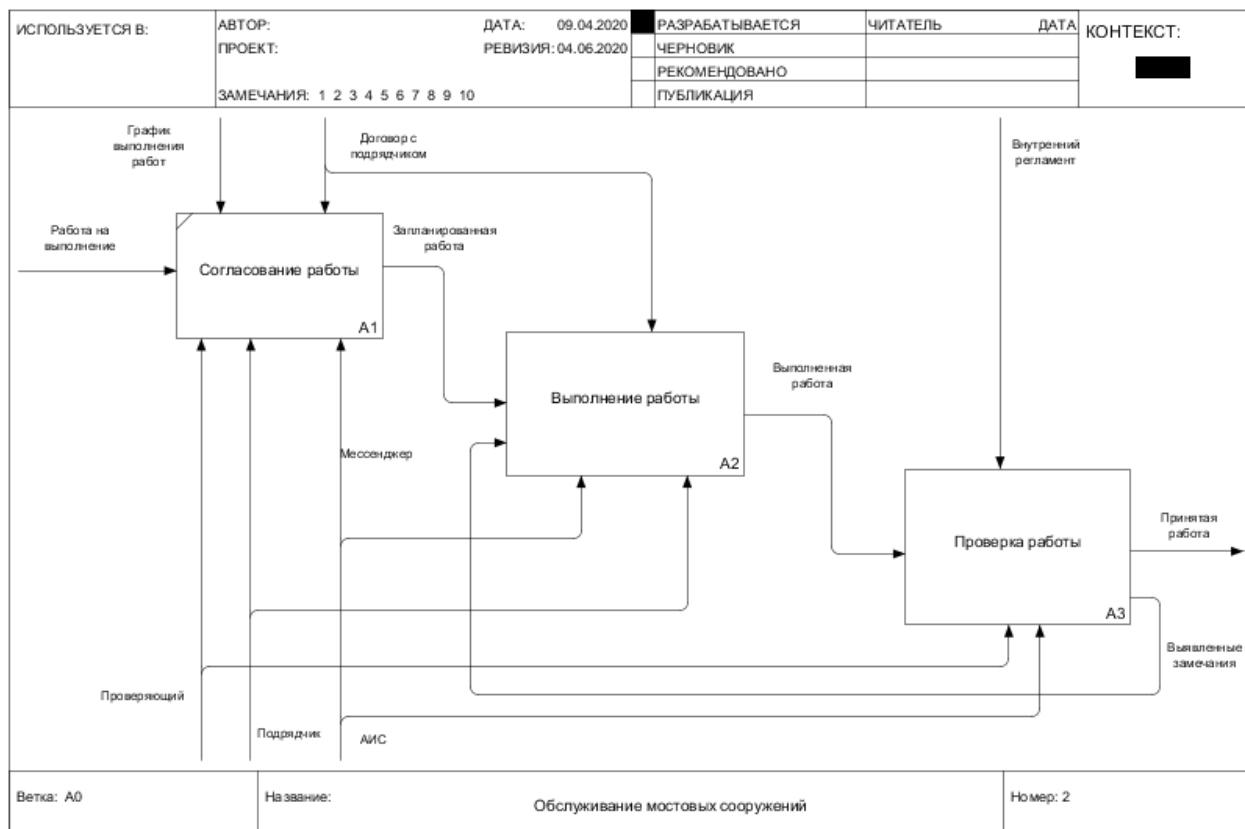 ИСПОЛЬЗУЕТСЯ В:
АВТОР:
ДАТА: 09.04.2020
РАЗРАБАТЫВАЕТСЯ
ЧИТАТЕЛЬ
ДАТА
КОНТЕКСТ:
ПРОЕКТ:
РЕВИЗИЯ: 04.06.2020
ЧЕРНОВИК
РЕКОМЕНДОВАНО
ЗАМЕЧАНИЯ: 1 2 3 4 5 6 7 8 9 10
ПУБЛИКАЦИЯ
График
выполнения
работ
Договор с
подрядчиком
Внутренний
регламент
Работа на
выполнение
Запланированная
работа
Согласование работы
A1
Выполненная
работа
Выполнение работы
A2
Мессенджер
Принятая
работа
Проверка работы
A3
Выявленные
замечания
Проверяющий
Подрядчик
АИС
Ветка: A0
Название:
Обслуживание мостовых сооружений
Номер: 2